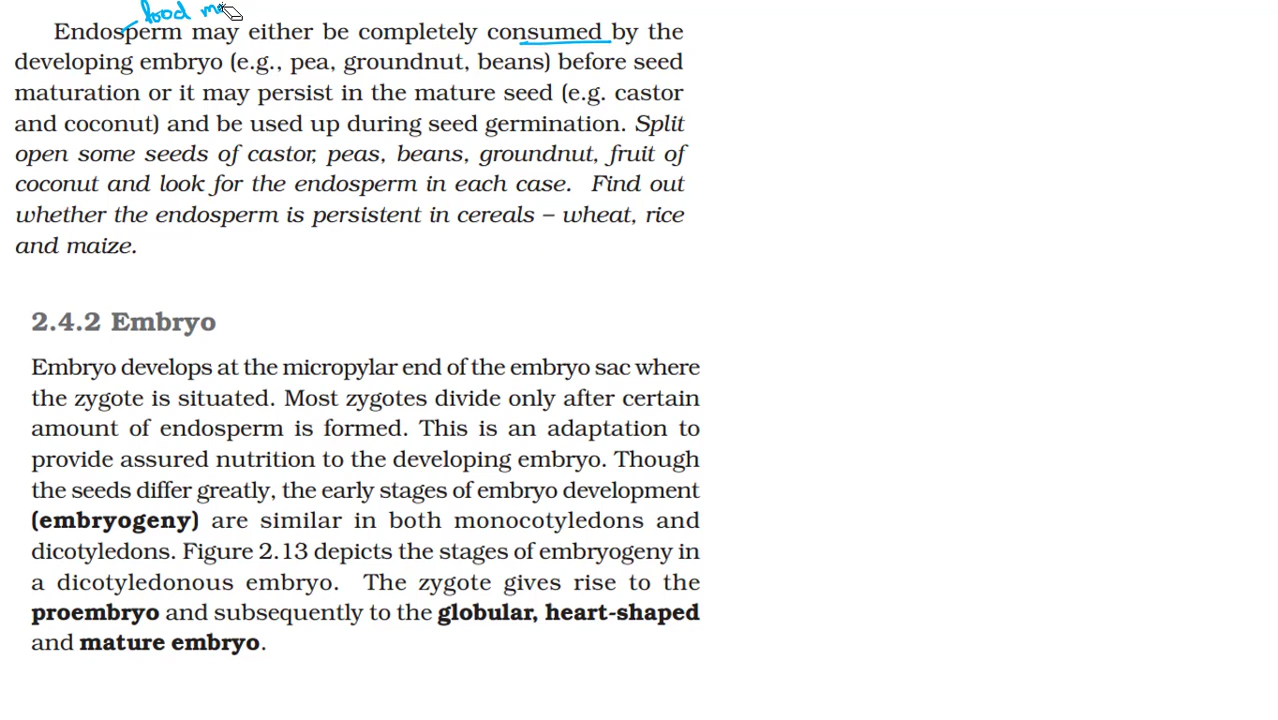 food
Endosperm may either be completely consumed by the
developing embryo (e.g., pea, groundnut, beans) before seed
maturation or it may persist in the mature seed (e.g. castor
and coconut) and be used up during seed germination. Split
open some seeds of castor, peas, beans, groundnut, fruit of
coconut and look for the endosperm in each case. Find out
whether the endosperm is persistent in cereals – wheat, rice
and maize.
2.4.2 Embryo
Embryo develops at the micropylar end of the embryo sac where
the zygote is situated. Most zygotes divide only after certain
amount of endosperm is formed. This is an adaptation to
provide assured nutrition to the developing embryo. Though
the seeds differ greatly, the early stages of embryo development
(embryogeny) are similar in both monocotyledons and
dicotyledons. Figure 2.13 depicts the stages of embryogeny in
a dicotyledonous embryo. The zygote gives rise to the
proembryo and subsequently to the globular, heart-shaped
and mature embryo.